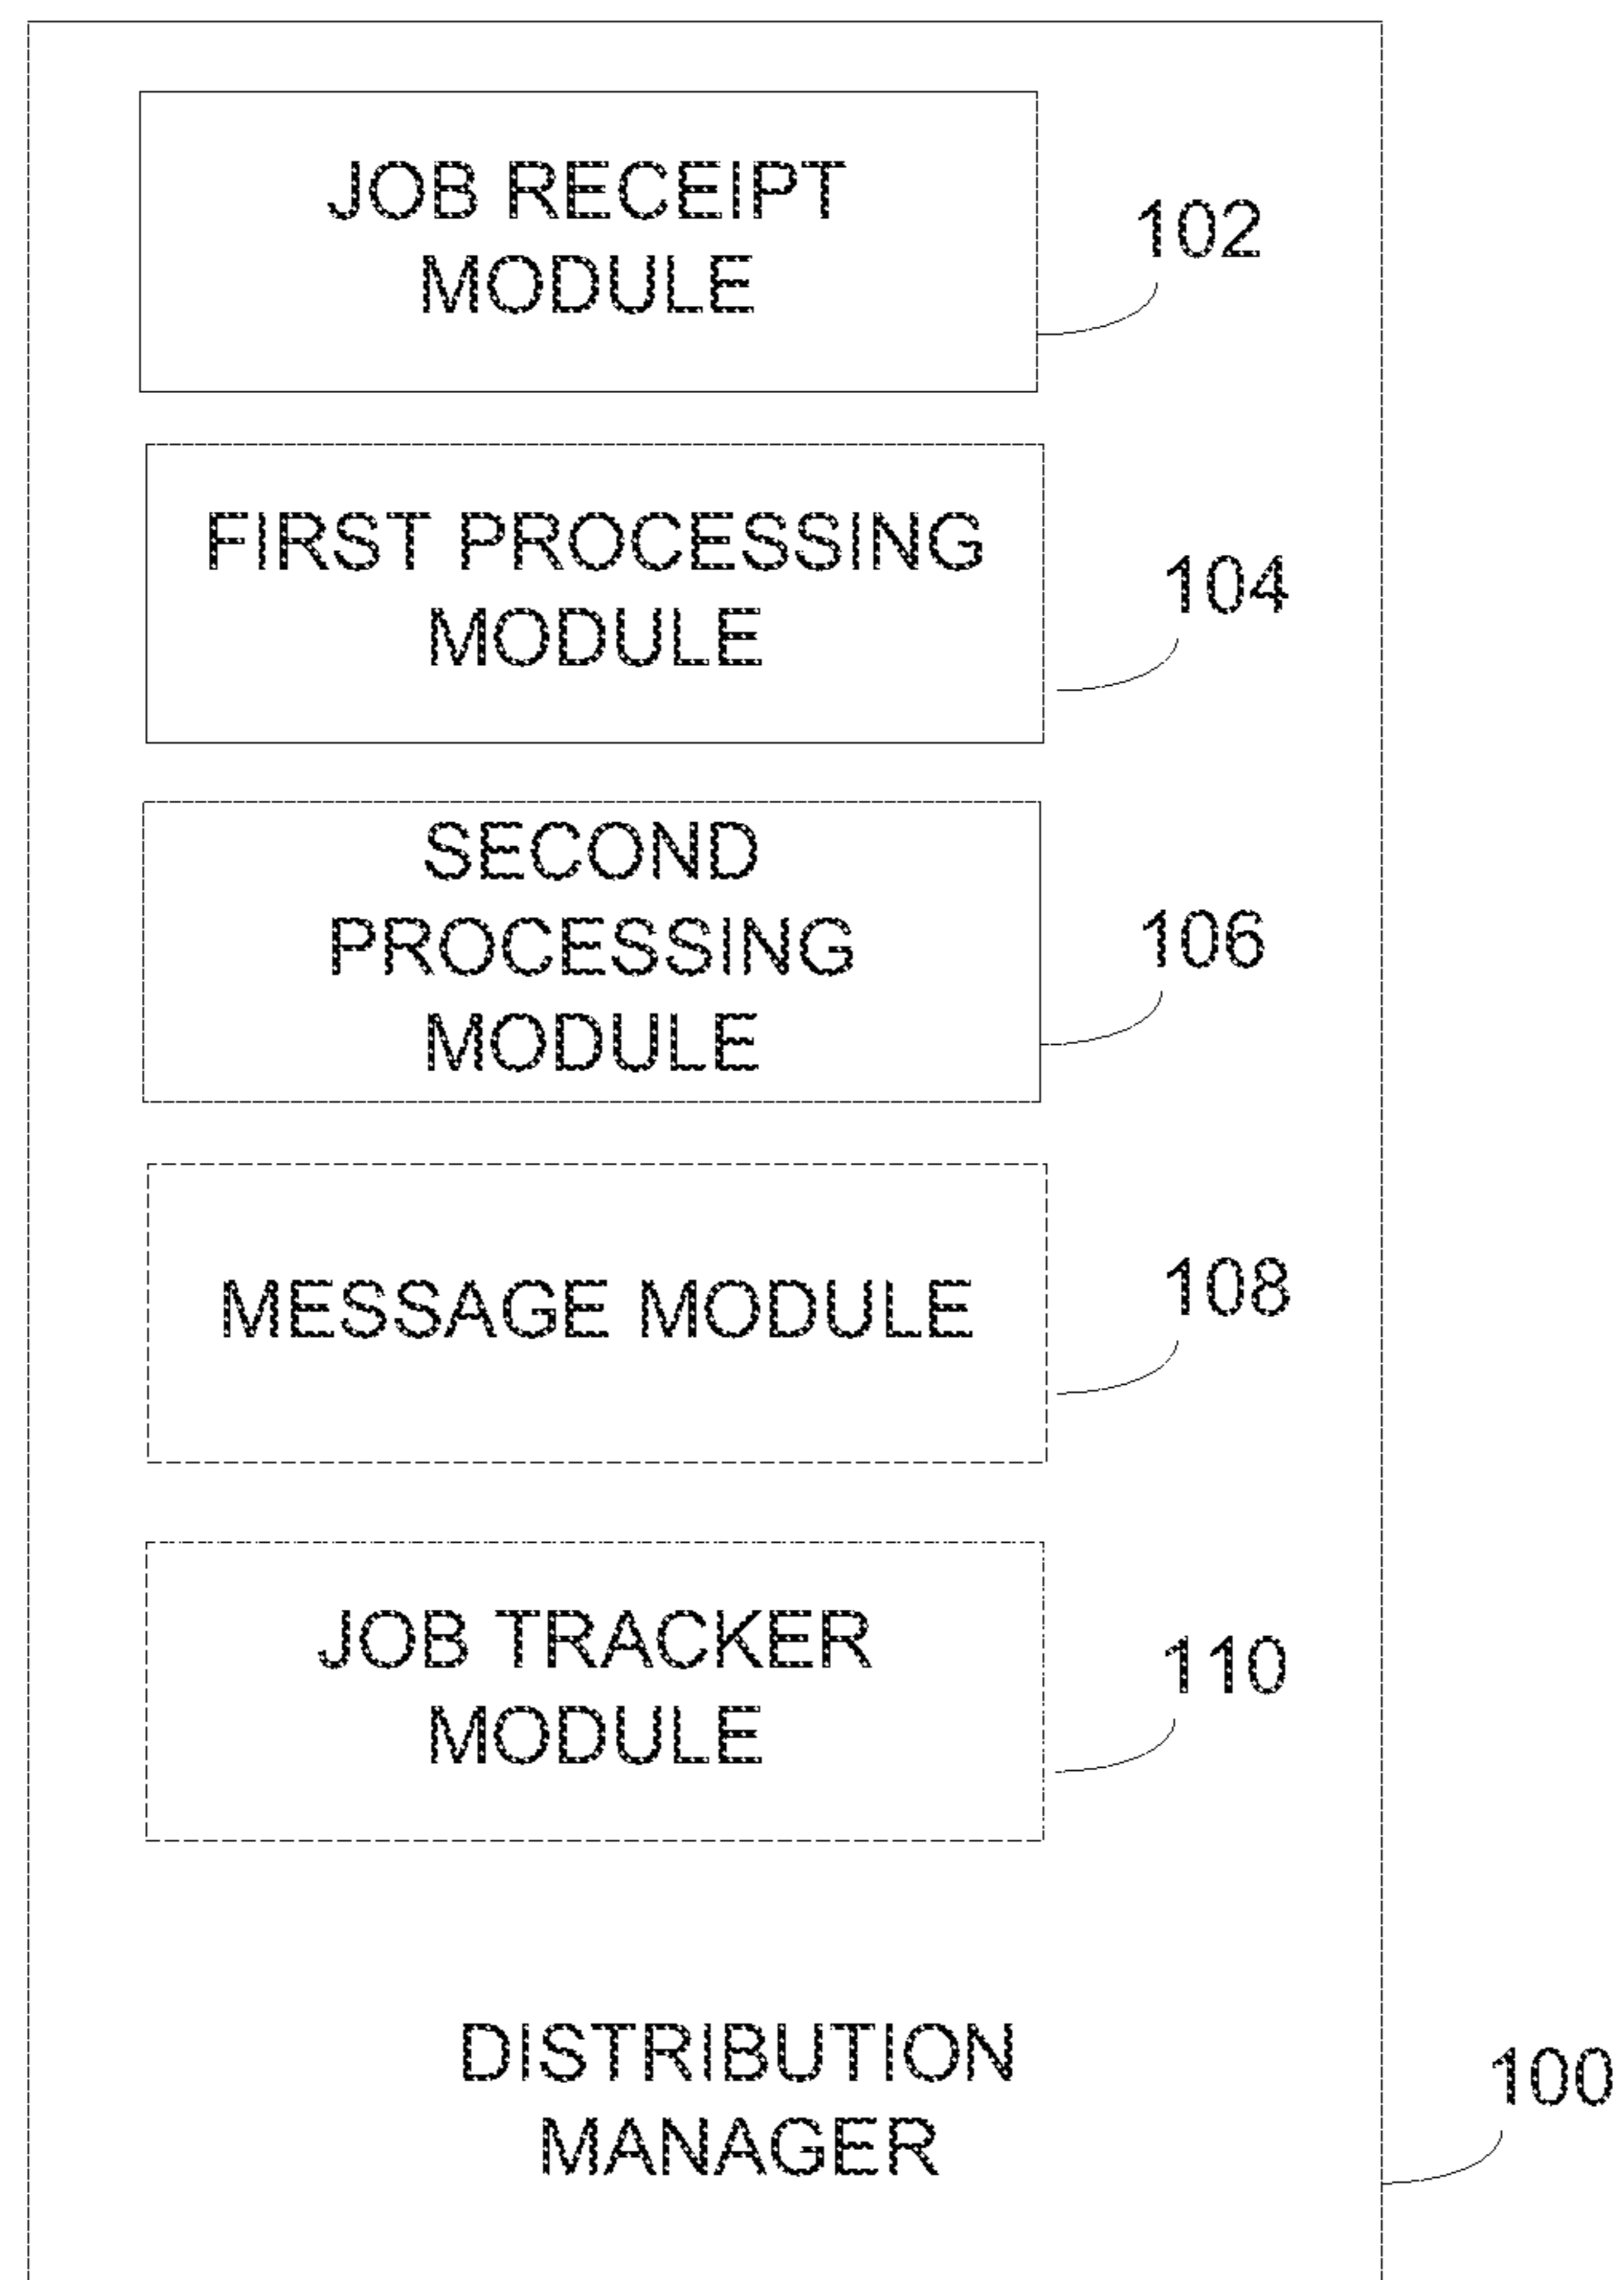 JOB RECEIPT
MODULE
102
FIRST PROCESSING
MODULE
104
SECOND
PROCESSING
MODULE
106
MESSAGE MODULE
108
JOB TRACKER
MODULE
110
DISTRIBUTION
MANAGER
100